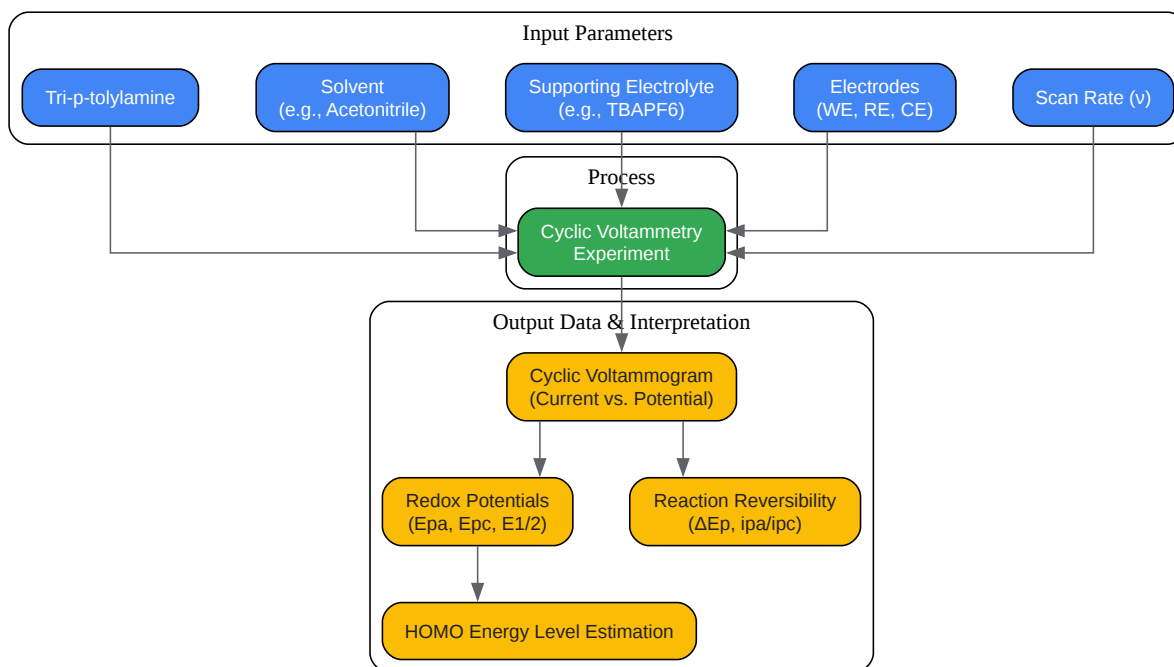 Input Parameters
Tri-p-tolylamine
Solvent
(e.g., Acetonitrile)
Supporting Electrolyte
(e.g., TBAPF6)
Electrodes
(WE, RE, CE)
Scan Rate (ν)
Process
Cyclic Voltammetry
Experiment
Output Data & Interpretation
Cyclic Voltammogram
(Current vs. Potential)
Redox Potentials
(Epa, Epc, E1/2)
Reaction Reversibility
(ΔEp, ipa/ipc)
HOMO Energy Level Estimation